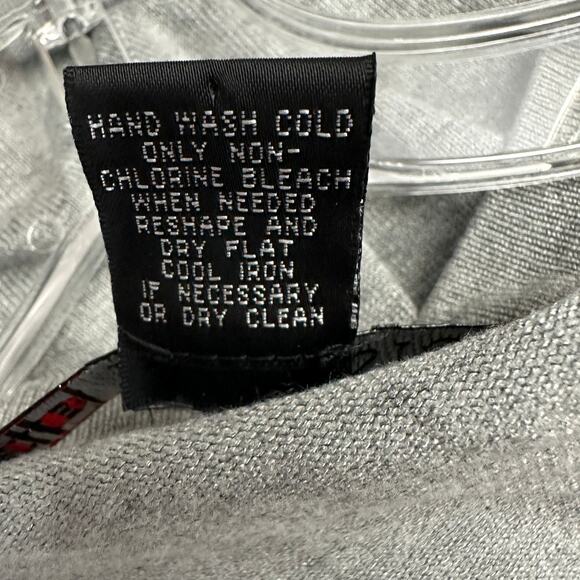 HAND WASH COLD
ONLY NON-
CHLORINE BLEACH
WHEN NEEDED
RESHAPE AND
DRY FLAT
COOL IRON
IF NECESSARY
OR DRY CLEAN